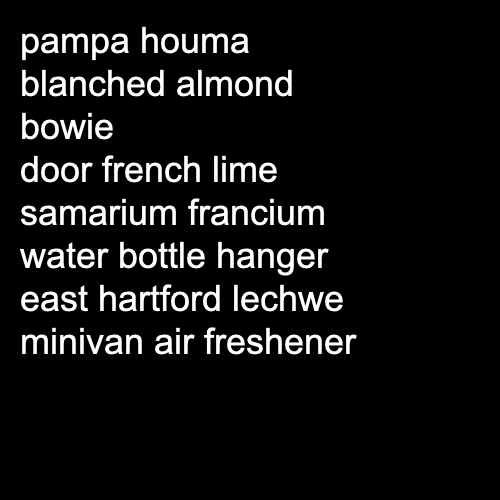 pampa houma
blanched almond
bowie
door french lime
samarium francium
water bottle hanger
east hartford lechwe
minivan air freshener